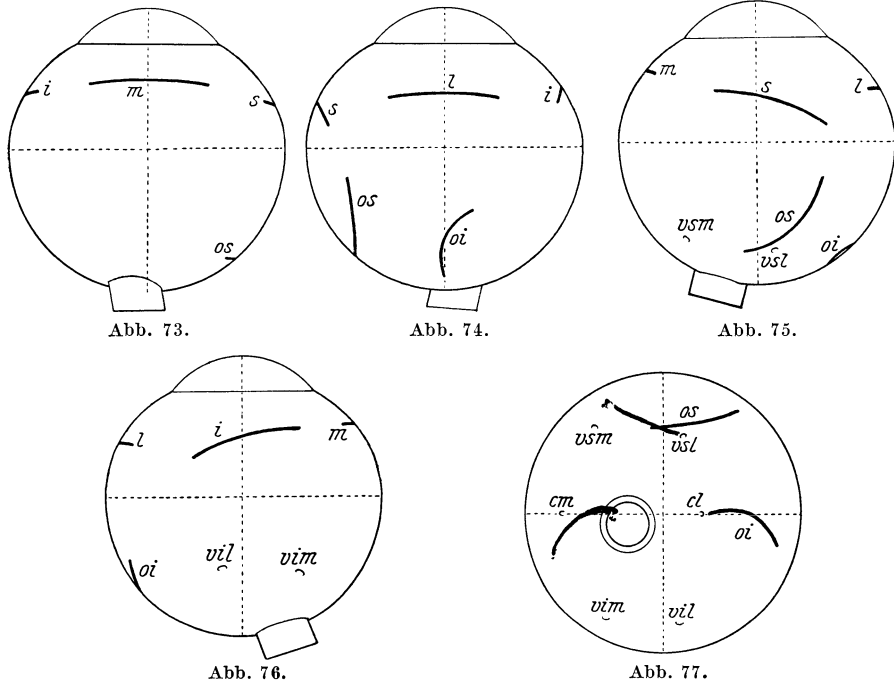 i m s os
Abb. 73.
s l i os oi
Abb. 74.
m s l vsm os vsl oi
Abb. 75.
l i m oi vil vim
Abb. 76.
os vsm vsl cm cl oi vim vil
Abb. 77.